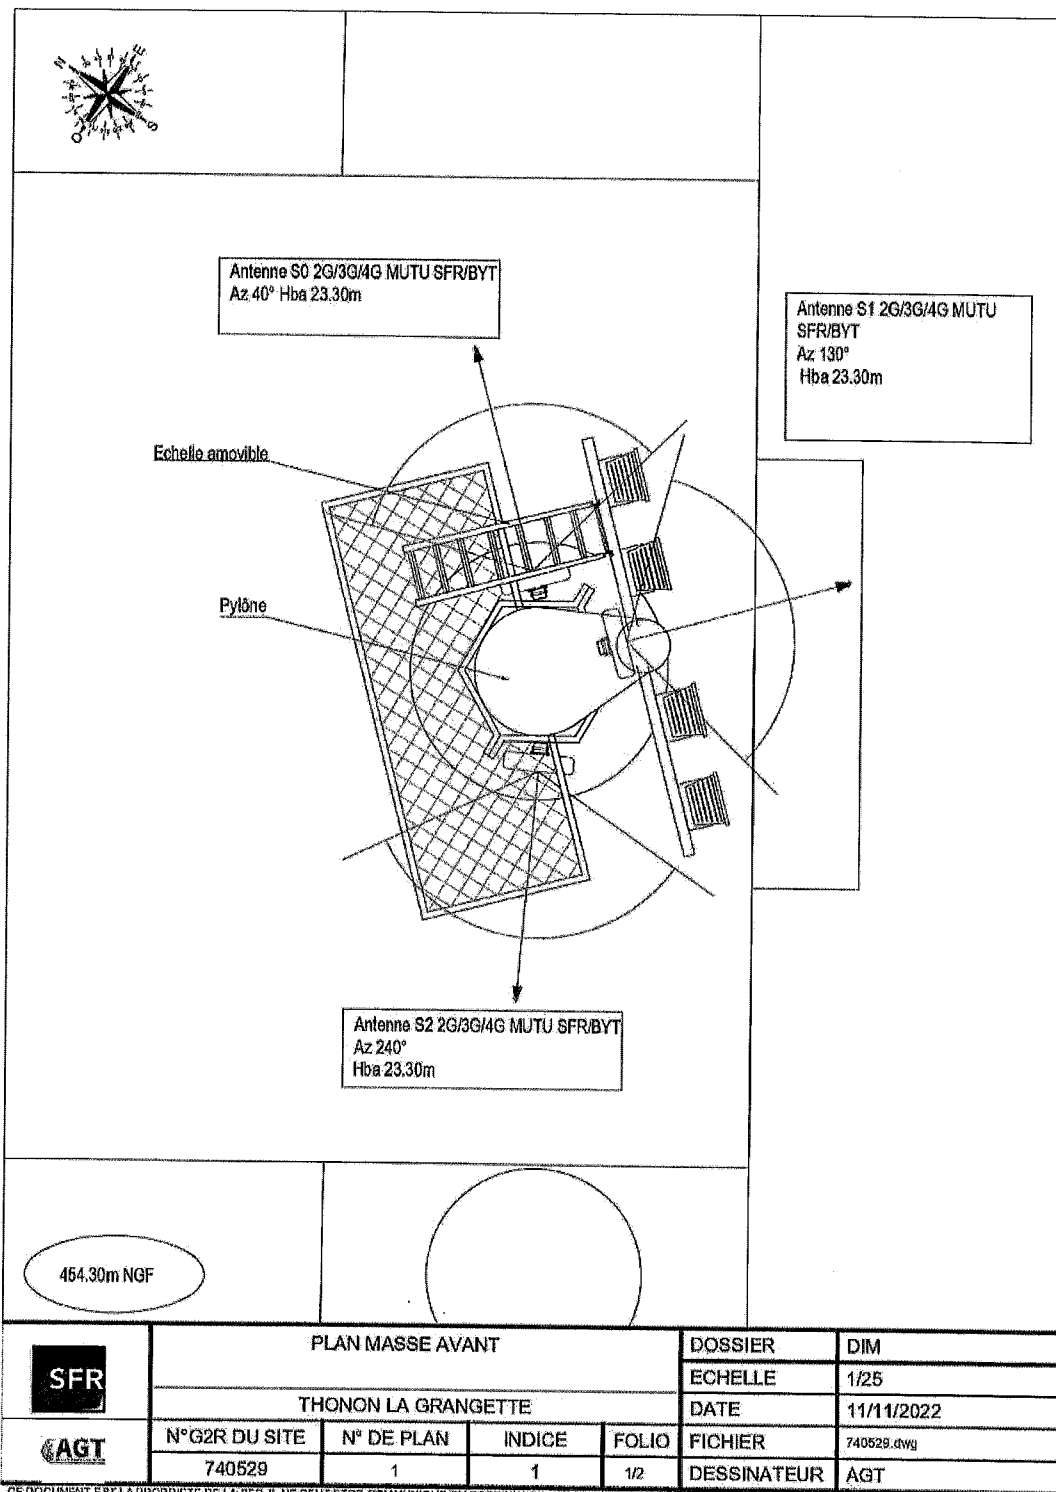 N
E
O
S
Antenne S0 2G/3G/4G MUTU SFR/BYT
Az 40° Hba 23.30m
Antenne S1 2G/3G/4G MUTU
SFR/BYT
Az 130°
Hba 23.30m
Echelle amovible
Pylône
Antenne S2 2G/3G/4G MUTU SFR/BYT
Az 240°
Hba 23.30m
454.30m NGF
SFR
AGT
PLAN MASSE AVANT
THONON LA GRANGETTE
N°G2R DU SITE
N° DE PLAN
INDICE
FOLIO
740529
1
1
1/2
DOSSIER
DIM
ECHELLE
1/25
DATE
11/11/2022
FICHIER
740529.dwg
DESSINATEUR
AGT